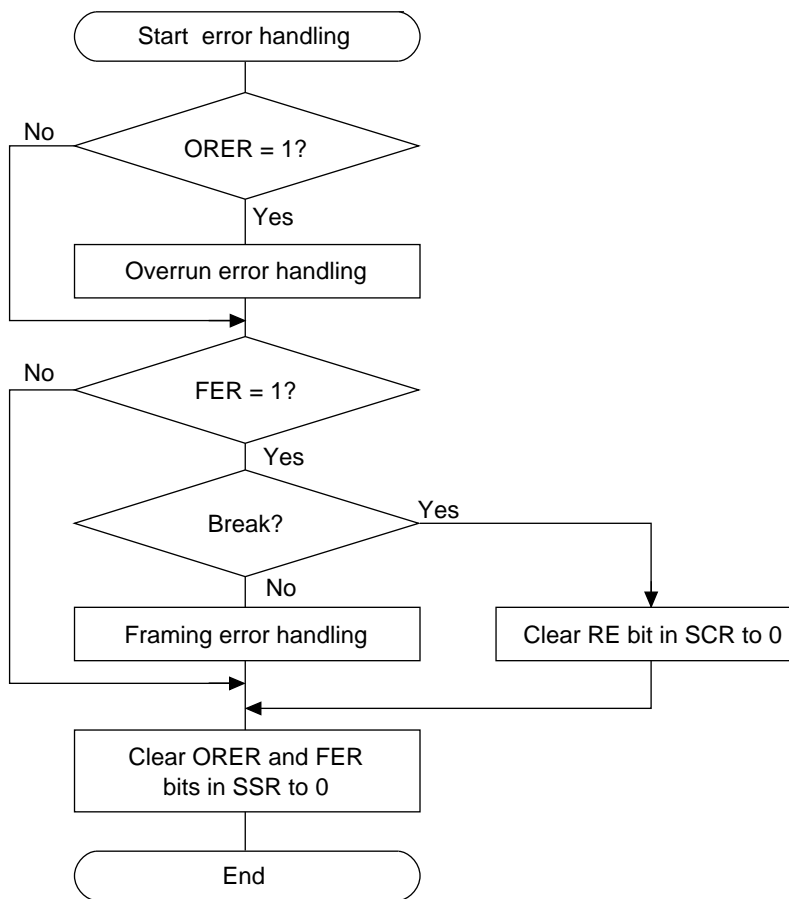 Start error handling
No
ORER = 1?
Yes
Overrun error handling
No
FER = 1?
Yes
Break?
Yes
No
Framing error handling
Clear RE bit in SCR to 0
Clear ORER and FER
bits in SSR to 0
End